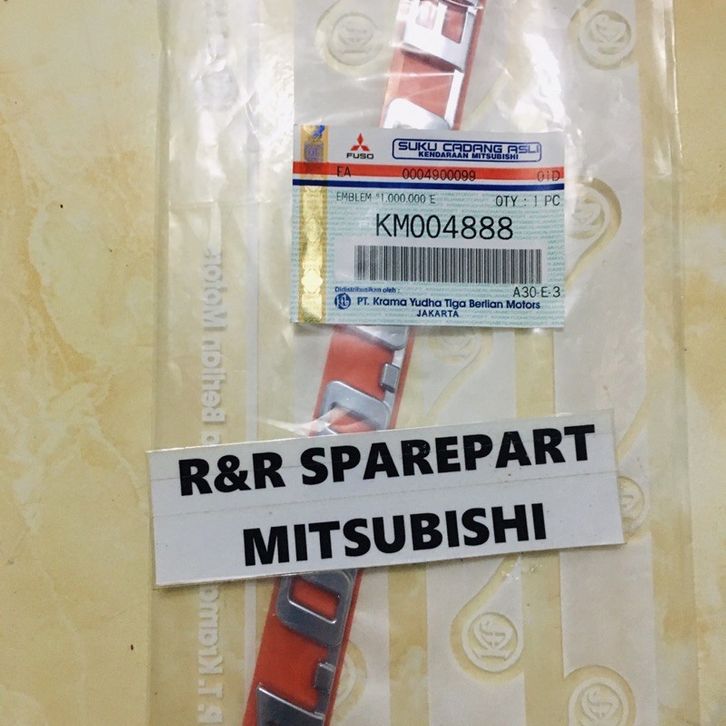 FUSO
SUKU CADANG ASLI
KENDARAAN MITSUBISHI
EA 0004900099 01D
EMBLEM "1,000,000 E QTY : 1 PC
KM004888
A30-E-3
Didistribusikan oleh :
PT. Krama Yudha Tiga Berlian Motors
JAKARTA
R&R SPAREPART
MITSUBISHI